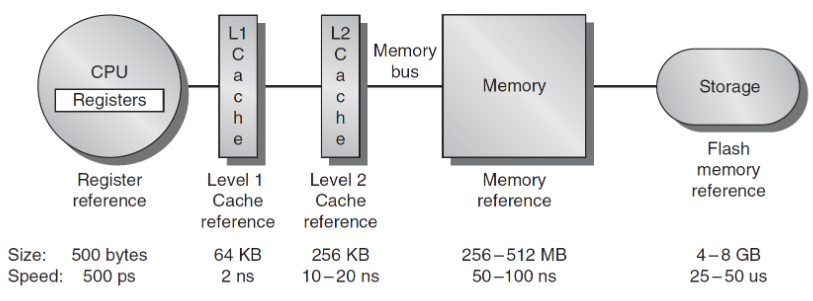 CPU
Registers
L1
C
a
c
h
e
L2
C
a
c
h
e
Memory
bus
Memory
Storage
Register
reference
Level 1
Cache
reference
Level 2
Cache
reference
Memory
reference
Flash
memory
reference
Size: 500 bytes 64 KB 256 KB 256–512 MB 4–8 GB
Speed: 500 ps 2 ns 10–20 ns 50–100 ns 25–50 us